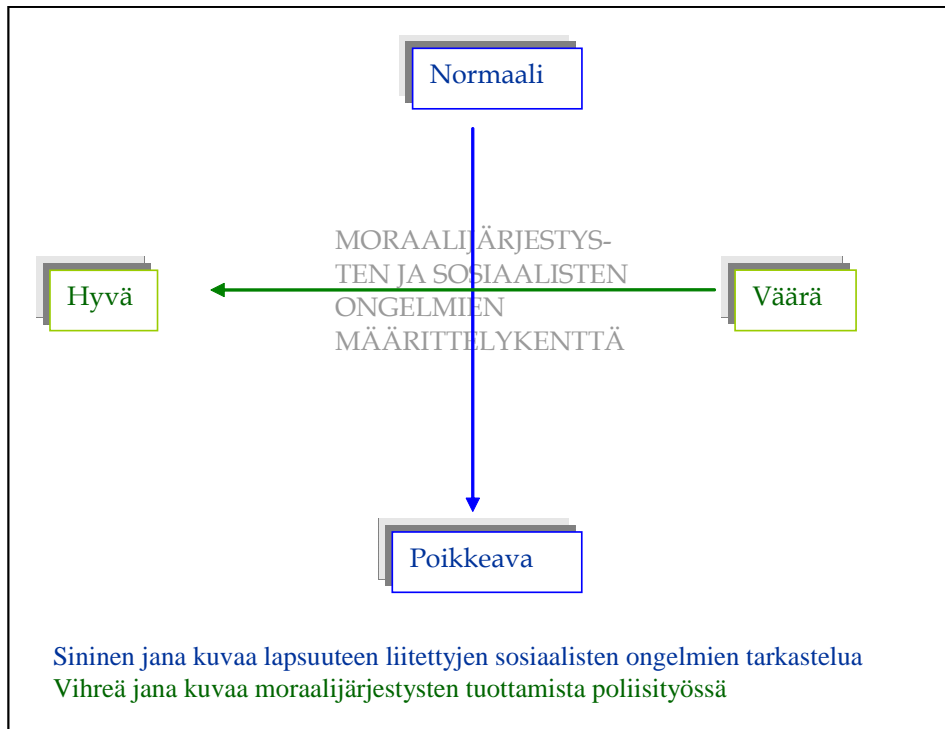 Normaali
MORAALIJÄRJESTYS-
TEN JA SOSIAALISTEN
ONGELMIEN
MÄÄRITTELYKENTTÄ
Hyvä
Väärä
Poikkeava
Sininen jana kuvaa lapsuuteen liitettyjen sosiaalisten ongelmien tarkastelua
Vihreä jana kuvaa moraalijärjestysten tuottamista poliisityössä